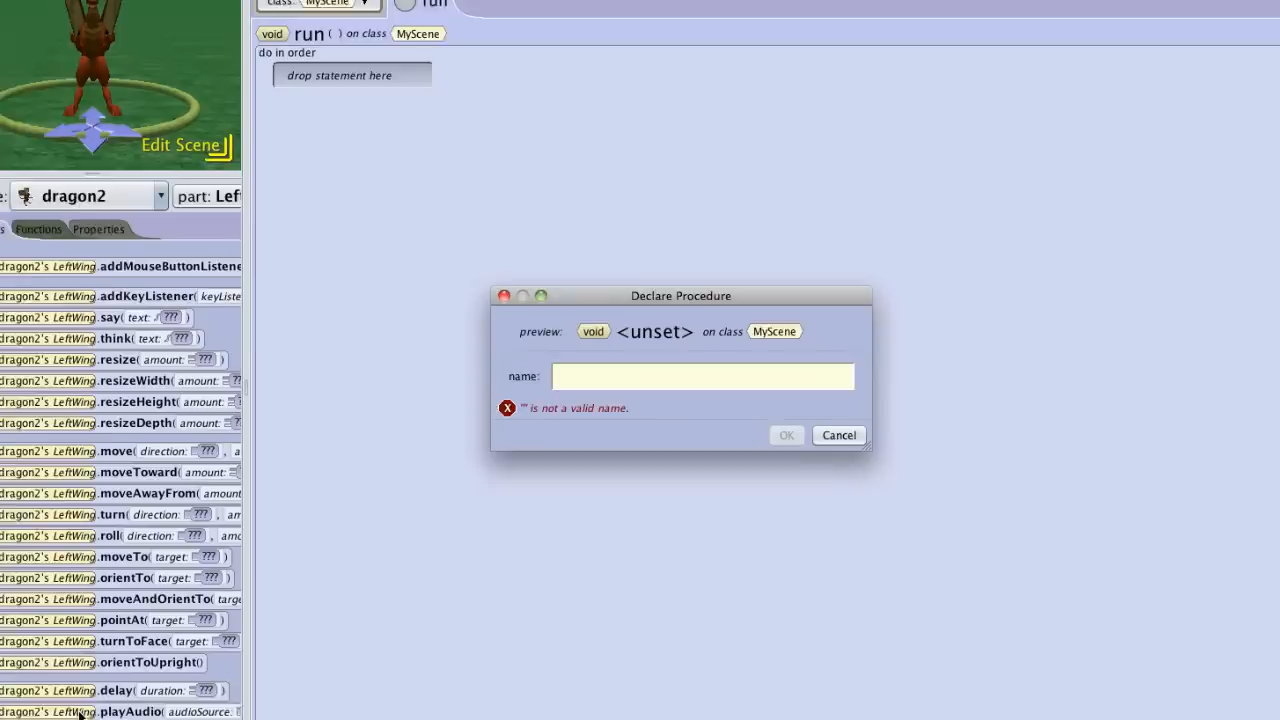 class: MyScene run
void run ( ) on class MyScene
do in order
drop statement here
Edit Scene
e: dragon2 part: Left
s Functions Properties
dragon2's LeftWing .addMouseButtonListene
dragon2's LeftWing .addKeyListener( keyListe
dragon2's LeftWing .say( text: ??? )
dragon2's LeftWing .think( text: ??? )
dragon2's LeftWing .resize( amount: ??? )
dragon2's LeftWing .resizeWidth( amount: ??
dragon2's LeftWing .resizeHeight( amount:
dragon2's LeftWing .resizeDepth( amount: ?
dragon2's LeftWing .move( direction: ??? , a
dragon2's LeftWing .moveToward( amount:
dragon2's LeftWing .moveAwayFrom( amount
dragon2's LeftWing .turn( direction: ??? , am
dragon2's LeftWing .roll( direction: ??? , amo
dragon2's LeftWing .moveTo( target: ??? )
dragon2's LeftWing .orientTo( target: ??? )
dragon2's LeftWing .moveAndOrientTo( targe
dragon2's LeftWing .pointAt( target: ??? )
dragon2's LeftWing .turnToFace( target: ???
dragon2's LeftWing .orientToUpright()
dragon2's LeftWing .delay( duration: ??? )
dragon2's LeftWing .playAudio( audioSource:
Declare Procedure
preview: void <unset> on class MyScene
name:
X "" is not a valid name.
OK Cancel